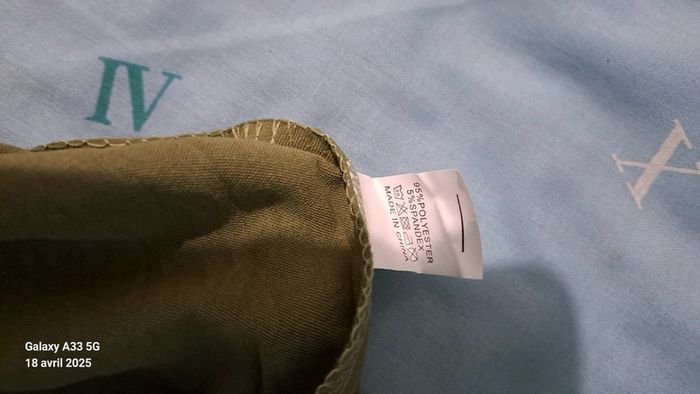 IV
X
95%POLYESTER
5%SPANDEX
MADE IN CHINA
Galaxy A33 5G
18 avril 2025